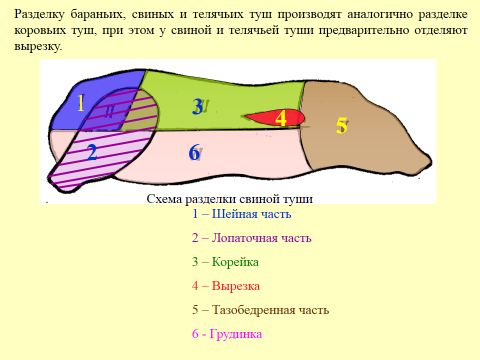 Разделку бараньих, свиных и телячьих туш производят аналогично разделке
коровьих туш, при этом у свиной и телячьей туши предварительно отделяют
вырезку.
1
3
4
5
2
6
Схема разделки свиной туши
1 – Шейная часть
2 – Лопаточная часть
3 – Корейка
4 – Вырезка
5 – Тазобедренная часть
6 - Грудинка